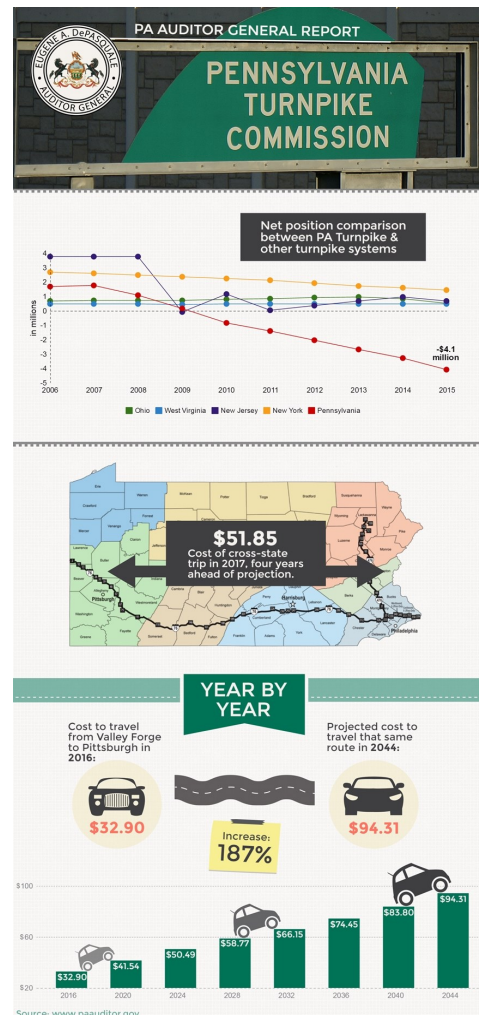 PA AUDITOR GENERAL REPORT
EUGENE A. DePASQUALE
AUDITOR GENERAL
PENNSYLVANIA
TURNPIKE
COMMISSION
Net position comparison
between PA Turnpike &
other turnpike systems
in millions
4
3
2
1
0
-1
-2
-3
-4
-5
-$4.1
million
2006 2007 2008 2009 2010 2011 2012 2013 2014 2015
Ohio West Virginia New Jersey New York Pennsylvania
$51.85
Cost of cross-state
trip in 2017, four years
ahead of projection.
Pittsburgh
Harrisburg
Philadelphia
YEAR BY
YEAR
Cost to travel
from Valley Forge
to Pittsburgh in
2016:
$32.90
Projected cost to
travel that same
route in 2044:
$94.31
Increase:
187%
$100
$60
$20
$32.90
$41.54
$50.49
$58.77
$66.15
$74.45
$83.80
$94.31
2016 2020 2024 2028 2032 2036 2040 2044
Source: www.paauditor.gov